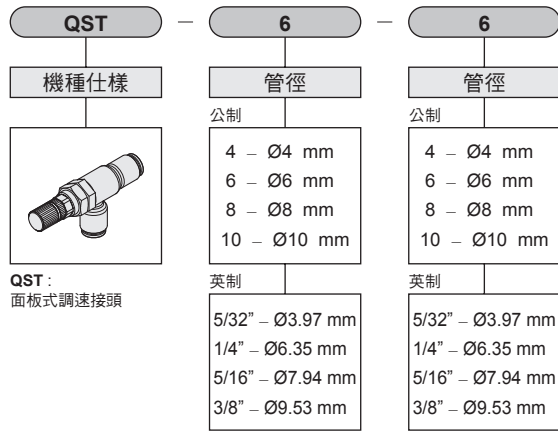 QST – 6 – 6
機種仕樣
管徑
管徑
公制
4 – Ø4 mm
6 – Ø6 mm
8 – Ø8 mm
10 – Ø10 mm
公制
4 – Ø4 mm
6 – Ø6 mm
8 – Ø8 mm
10 – Ø10 mm
QST :
面板式調速接頭
英制
5/32” – Ø3.97 mm
1/4” – Ø6.35 mm
5/16” – Ø7.94 mm
3/8” – Ø9.53 mm
英制
5/32” – Ø3.97 mm
1/4” – Ø6.35 mm
5/16” – Ø7.94 mm
3/8” – Ø9.53 mm